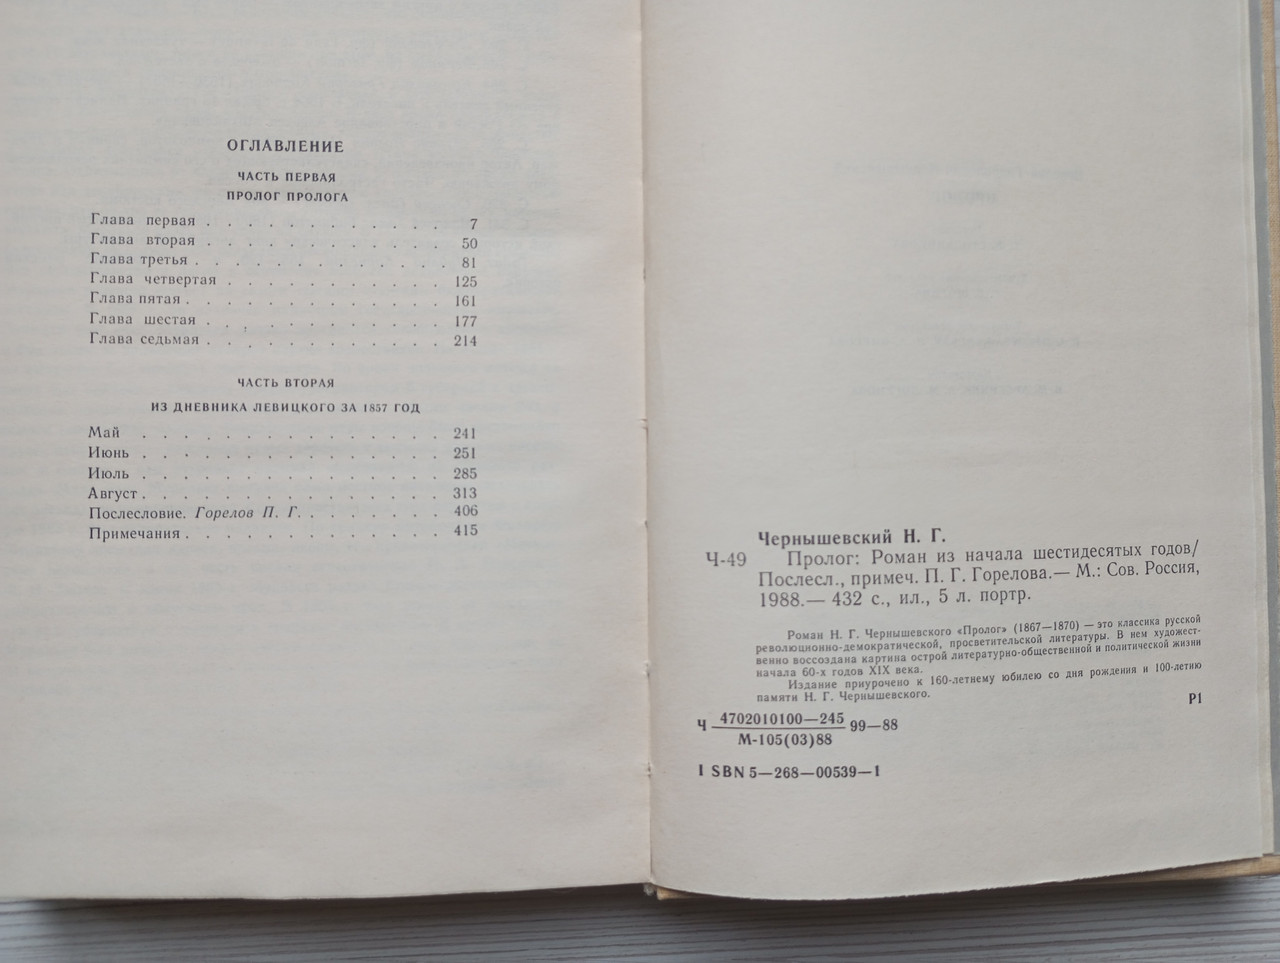 ОГЛАВЛЕНИЕ
ЧАСТЬ ПЕРВАЯ
ПРОЛОГ ПРОЛОГА
Глава первая . . . . . . . . . . . . 7
Глава вторая . . . . . . . . . . . . 50
Глава третья . . . . . . . . . . . . 81
Глава четвертая . . . . . . . . . . . 125
Глава пятая . . . . . . . . . . . . . 161
Глава шестая . . . . . . . . . . . . 177
Глава седьмая . . . . . . . . . . . . 214
ЧАСТЬ ВТОРАЯ
ИЗ ДНЕВНИКА ЛЕВИЦКОГО ЗА 1857 ГОД
Май . . . . . . . . . . . . . . . 241
Июнь . . . . . . . . . . . . . . . 251
Июль . . . . . . . . . . . . . . . 285
Август . . . . . . . . . . . . . . . 313
Послесловие. Горелов П. Г. . . . . . . . 406
Примечания . . . . . . . . . . . . . 415
Чернышевский Н. Г.
Ч-49 Пролог: Роман из начала шестидесятых годов/
Послесл., примеч. П. Г. Горелова.— М.: Сов. Россия,
1988.— 432 с., ил., 5 л. портр.
Роман Н. Г. Чернышевского «Пролог» (1867—1870) — это классика русской
революционно-демократической, просветительской литературы. В нем художест-
венно воссоздана картина острой литературно-общественной и политической жизни
начала 60-х годов XIX века.
Издание приурочено к 160-летнему юбилею со дня рождения и 100-летию
памяти Н. Г. Чернышевского.
Р1
Ч 4702010100—245 99—88
М-105(03)88
I SBN 5—268—00539—1